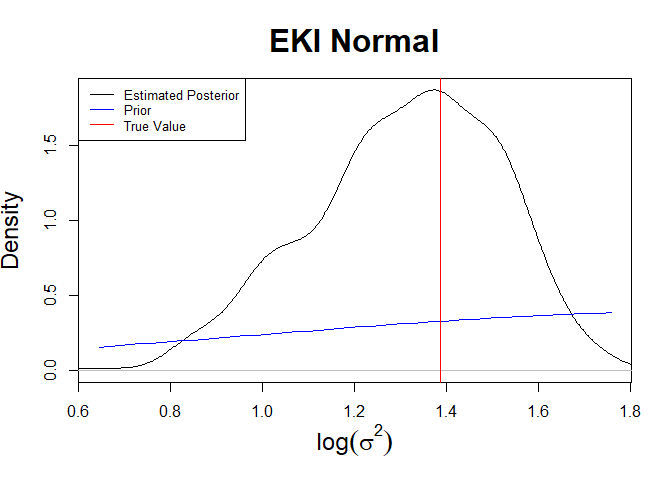 EKI Normal
Estimated Posterior
Prior
True Value
Density
0.0
0.5
1.0
1.5
0.6
0.8
1.0
1.2
1.4
1.6
1.8
log(σ²)